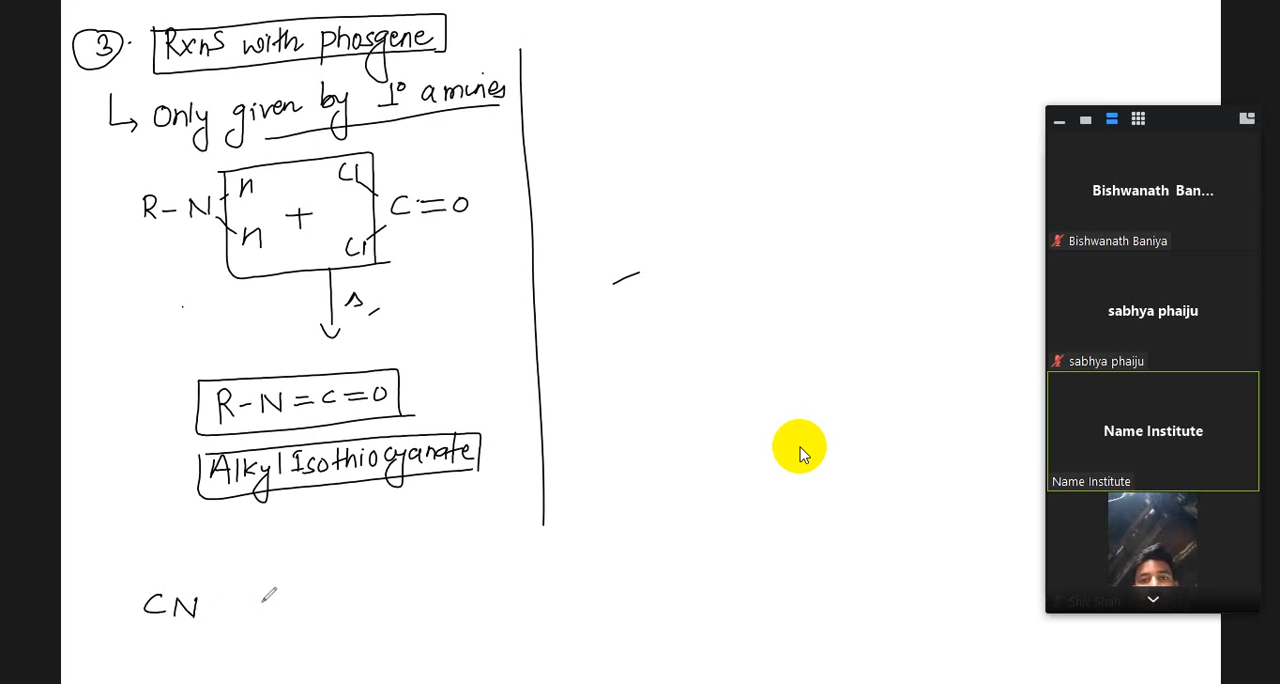 3. Rxns with phosgene
↳ Only given by 1° amines
R-N H H + Cl Cl C=O
Δ,
R-N=C=O
Alkyl Isothiocyanate
CN
Bishwanath Ban...
Bishwanath Baniya
sabhya phaiju
sabhya phaiju
Name Institute
Name Institute